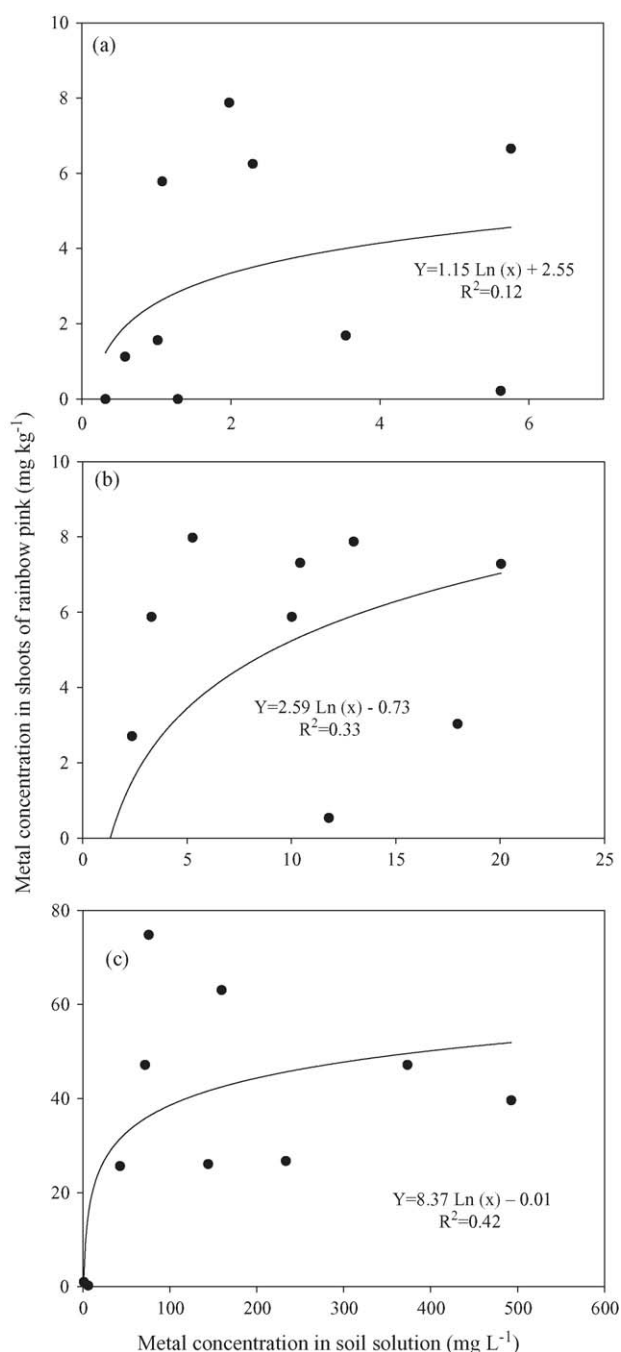 Metal concentration in shoots of rainbow pink (mg kg⁻¹)
(a)
10
8
6
4
2
0
Y=1.15 Ln (x) + 2.55
R²=0.12
0 2 4 6
(b)
10
8
6
4
2
0
Y=2.59 Ln (x) - 0.73
R²=0.33
0 5 10 15 20 25
(c)
80
60
40
20
0
Y=8.37 Ln (x) – 0.01
R²=0.42
0 100 200 300 400 500 600
Metal concentration in soil solution (mg L⁻¹)